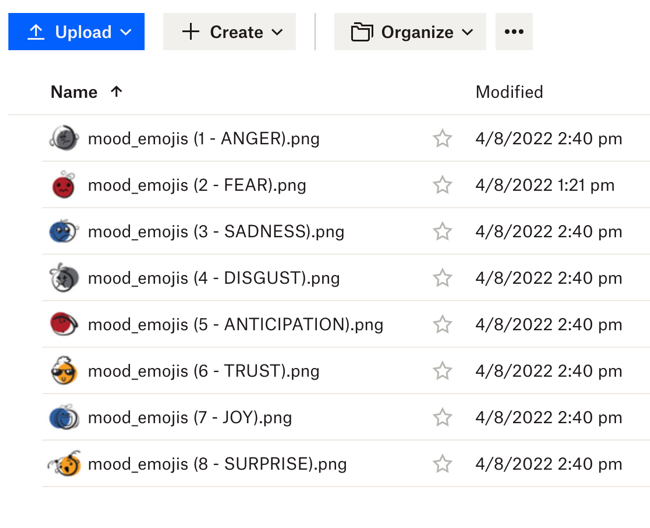 Upload Create Organize
Name Modified
mood_emojis (1 - ANGER).png 4/8/2022 2:40 pm
mood_emojis (2 - FEAR).png 4/8/2022 1:21 pm
mood_emojis (3 - SADNESS).png 4/8/2022 2:40 pm
mood_emojis (4 - DISGUST).png 4/8/2022 2:40 pm
mood_emojis (5 - ANTICIPATION).png 4/8/2022 2:40 pm
mood_emojis (6 - TRUST).png 4/8/2022 2:40 pm
mood_emojis (7 - JOY).png 4/8/2022 2:40 pm
mood_emojis (8 - SURPRISE).png 4/8/2022 2:40 pm